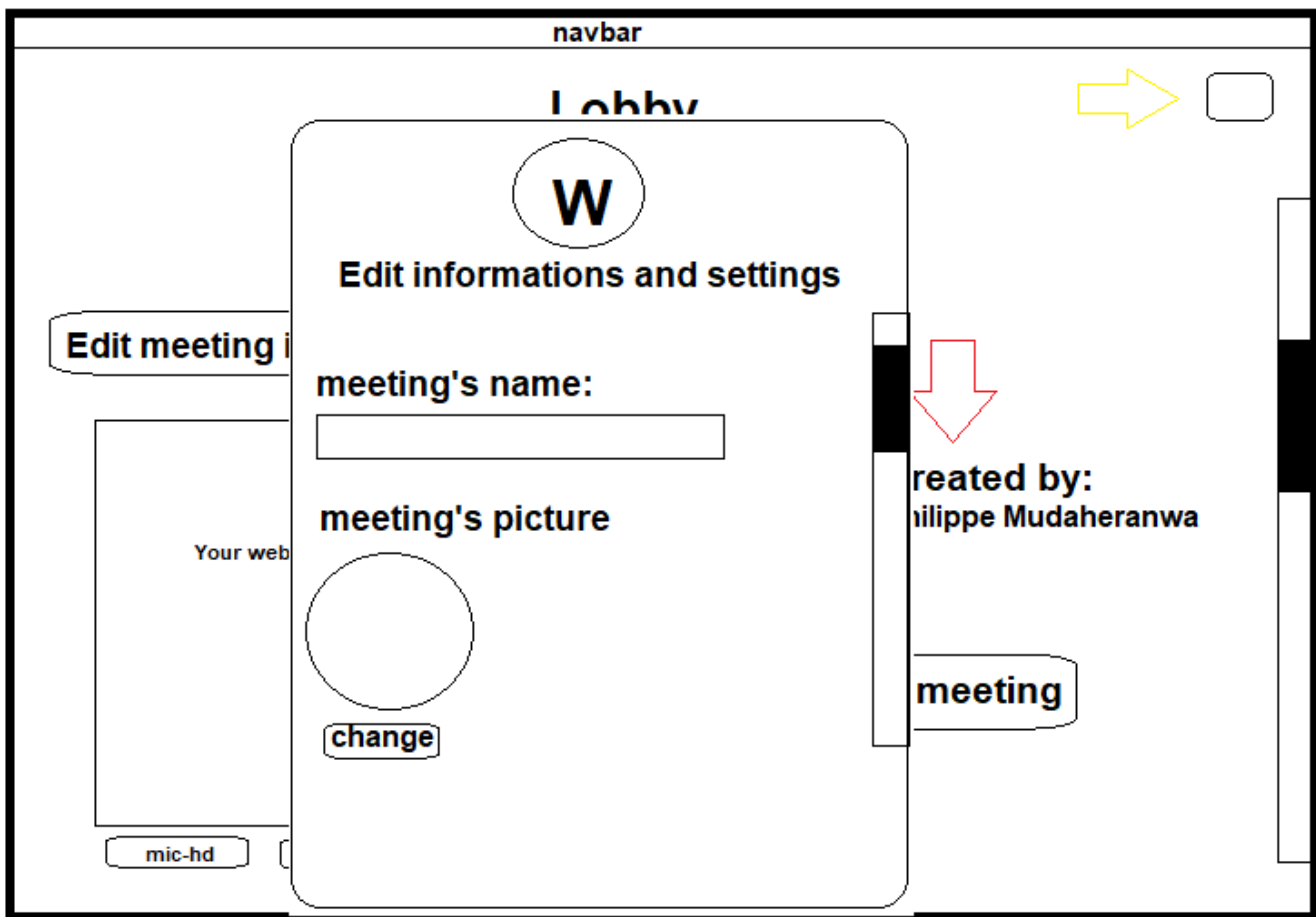 navbar
Lobby
W
Edit informations and settings
Edit meeting i
meeting's name:
reated by:
meeting's picture
hilippe Mudaheranwa
Your web
meeting
change
mic-hd